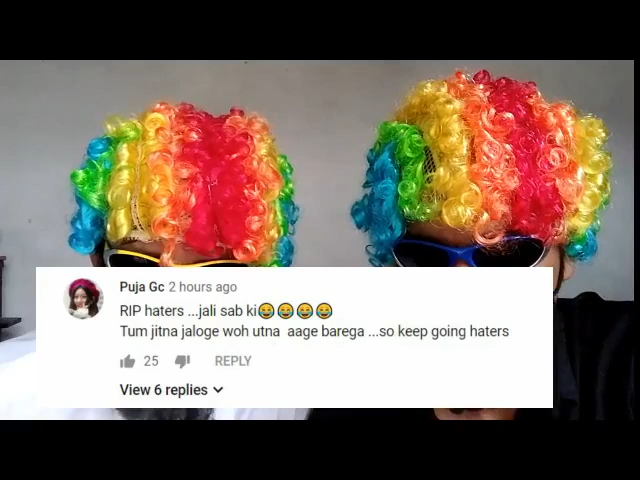 Puja Gc 2 hours ago
RIP haters ...jali sab ki😂😂😂😂
Tum jitna jaloge woh utna aage barega ...so keep going haters
25 REPLY
View 6 replies